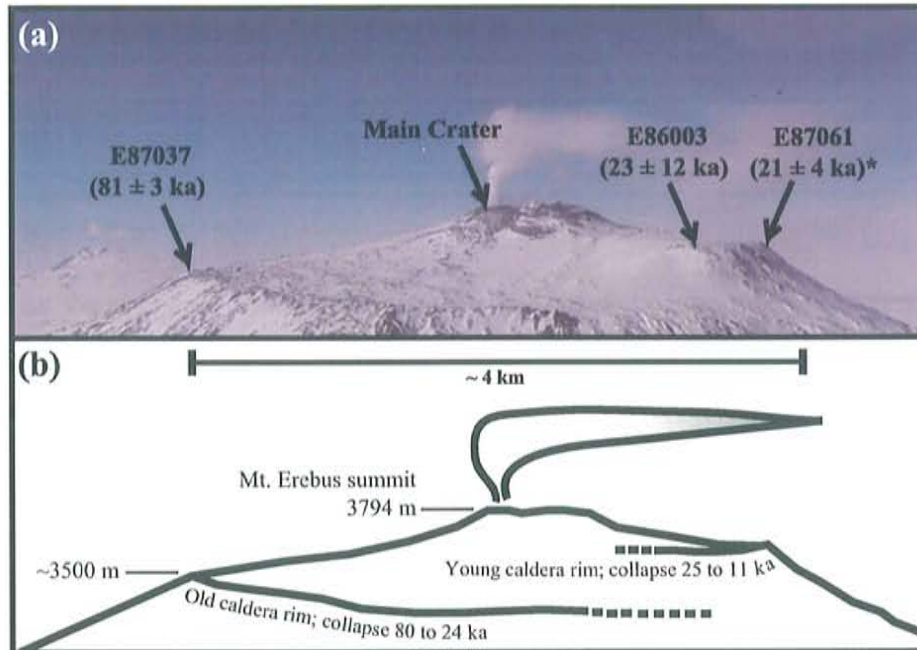 (a)
Main Crater
E87037
(81 ± 3 ka)
E86003
(23 ± 12 ka)
E87061
(21 ± 4 ka)*
(b)
~ 4 km
Mt. Erebus summit
3794 m
~3500 m
Young caldera rim; collapse 25 to 11 ka
Old caldera rim; collapse 80 to 24 ka